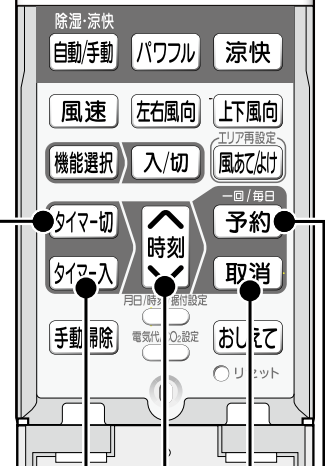 除湿・涼快
自動/手動 パワフル 涼快
風速 左右風向 上下風向
エリア再設定
機能選択 入/切 風あてよけ
一回/毎日
タイマー切 時刻 予約
タイマー入 取消
月日/時刻 据付設定
手動掃除 電気代/CO₂設定 おしえて
リセット